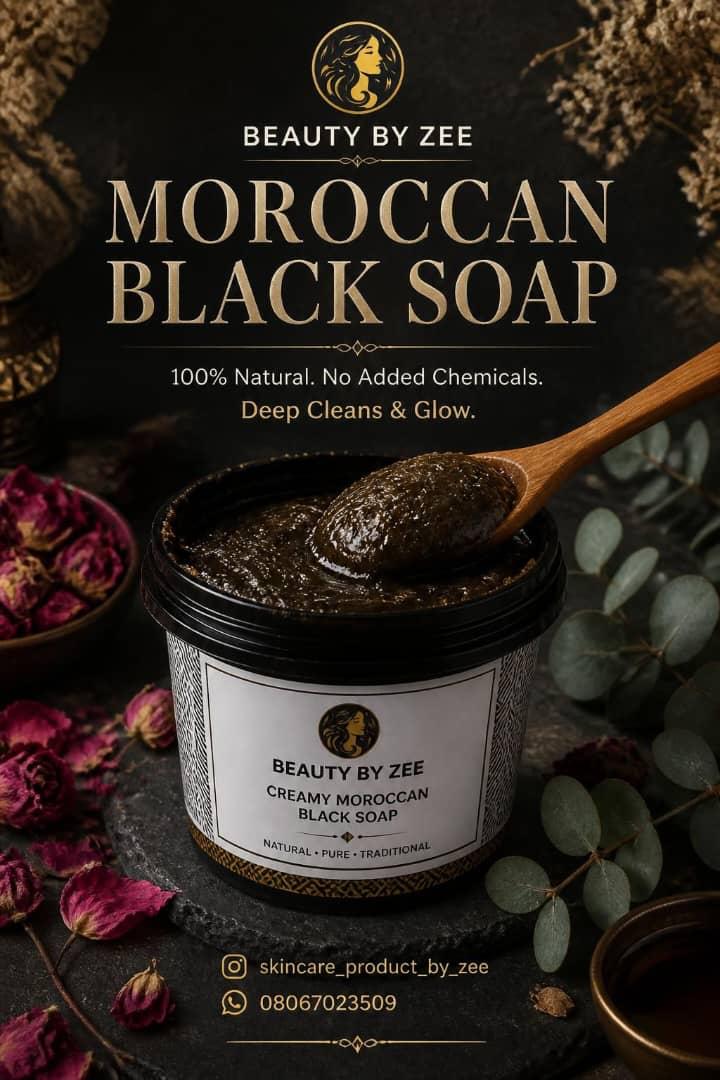 BEAUTY BY ZEE
MOROCCAN
BLACK SOAP
100% Natural. No Added Chemicals.
Deep Cleans & Glow.
BEAUTY BY ZEE
CREAMY MOROCCAN
BLACK SOAP
NATURAL • PURE • TRADITIONAL
skincare_product_by_zee
08067023509